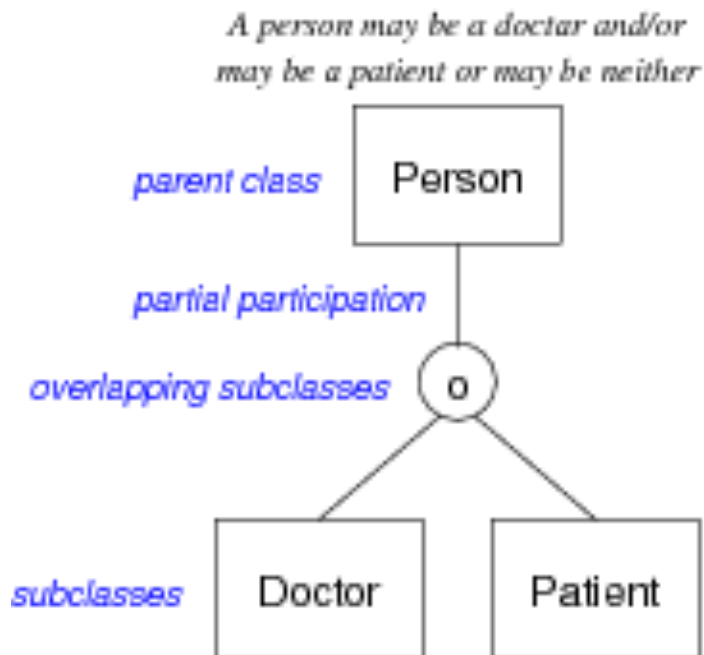 A person may be a doctar and/or
may be a patient or may be neither
parent class
Person
partial participation
overlapping subclasses
o
subclasses
Doctor
Patient